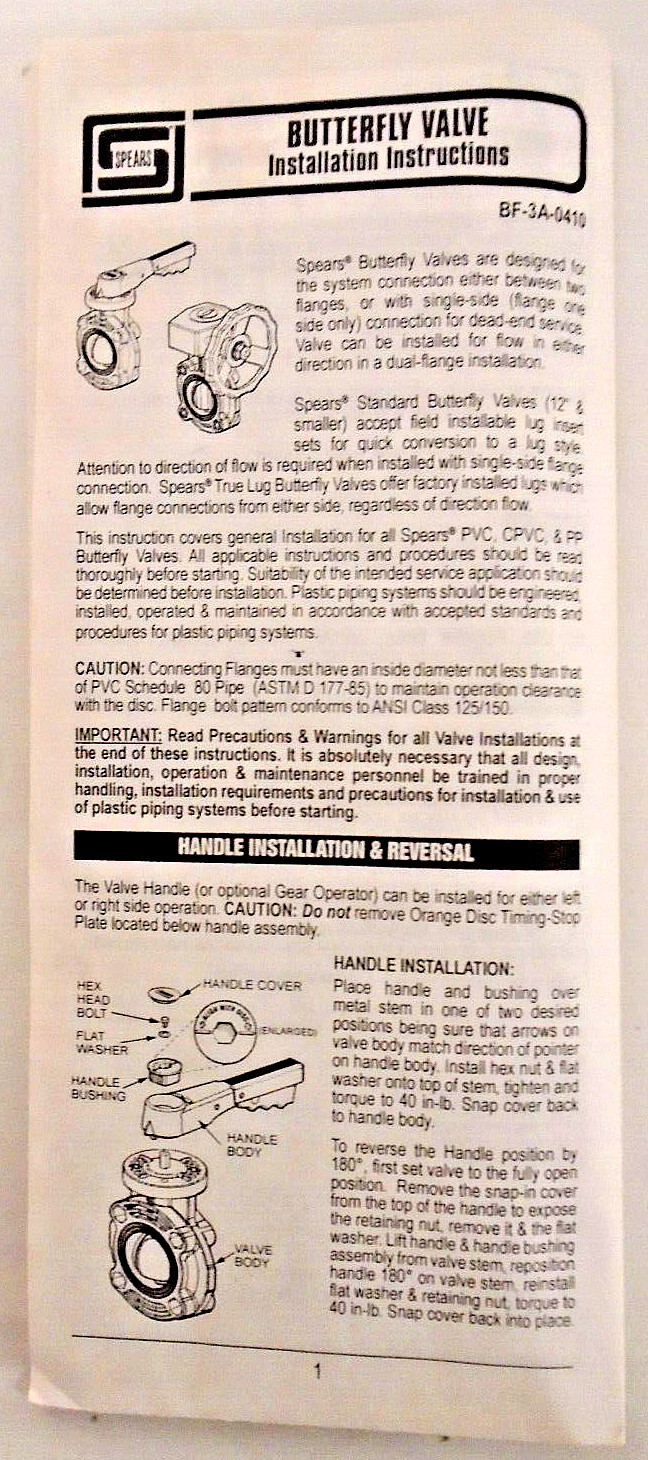 SPEARS®
BUTTERFLY VALVE
Installation Instructions
BF-3A-0410
Spears® Butterfly Valves are designed for
the system connection either between two
flanges, or with single-side (flange one
side only) connection for dead-end service.
Valve can be installed for flow in either
direction in a dual-flange installation.
Spears® Standard Butterfly Valves (12" &
smaller) accept field installable lug insert
sets for quick conversion to a lug style.
Attention to direction of flow is required when installed with single-side flange
connection. Spears® True Lug Butterfly Valves offer factory installed lugs which
allow flange connections from either side, regardless of direction flow.
This instruction covers general Installation for all Spears® PVC, CPVC, & PP
Butterfly Valves. All applicable instructions and procedures should be read
thoroughly before starting. Suitability of the intended service application should
be determined before installation. Plastic piping systems should be engineered,
installed, operated & maintained in accordance with accepted standards and
procedures for plastic piping systems.
CAUTION: Connecting Flanges must have an inside diameter not less than that
of PVC Schedule 80 Pipe (ASTM D 177-85) to maintain operation clearance
with the disc. Flange bolt pattern conforms to ANSI Class 125/150.
IMPORTANT: Read Precautions & Warnings for all Valve Installations at
the end of these instructions. It is absolutely necessary that all design,
installation, operation & maintenance personnel be trained in proper
handling, installation requirements and precautions for installation & use
of plastic piping systems before starting.
HANDLE INSTALLATION & REVERSAL
The Valve Handle (or optional Gear Operator) can be installed for either left
or right side operation. CAUTION: Do not remove Orange Disc Timing-Stop
Plate located below handle assembly.
HEX
HEAD
BOLT
FLAT
WASHER
HANDLE
BUSHING
HANDLE COVER
(ENLARGED)
HANDLE
BODY
VALVE
BODY
HANDLE INSTALLATION:
Place handle and bushing over
metal stem in one of two desired
positions being sure that arrows on
valve body match direction of pointer
on handle body. Install hex nut & flat
washer onto top of stem, tighten and
torque to 40 in-lb. Snap cover back
to handle body.
To reverse the Handle position by
180°, first set valve to the fully open
position. Remove the snap-in cover
from the top of the handle to expose
the retaining nut, remove it & the flat
washer. Lift handle & handle bushing
assembly from valve stem, reposition
handle 180° on valve stem, reinstall
flat washer & retaining nut, torque to
40 in-lb. Snap cover back into place.
1